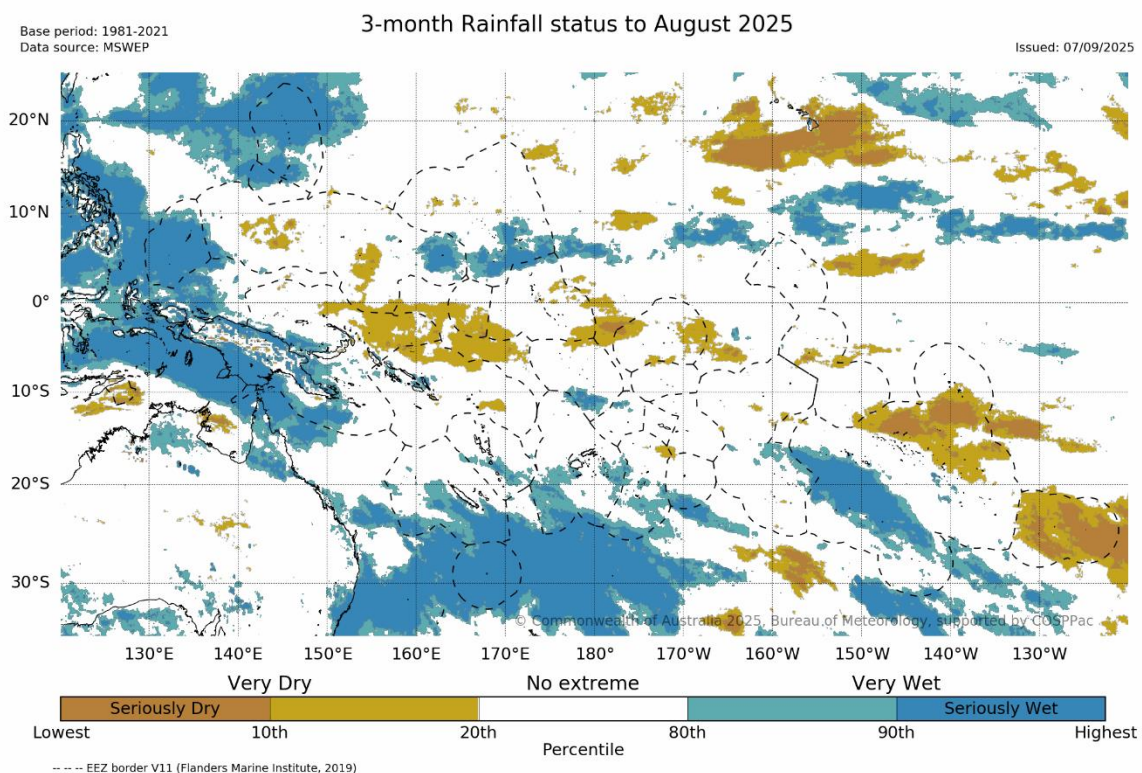 3-month Rainfall status to August 2025
Base period: 1981-2021
Data source: MSWEP
Issued: 07/09/2025
20°N
10°N
0°
10°S
20°S
30°S
© Commonwealth of Australia 2025, Bureau of Meteorology, supported by COSPPac
130°E 140°E 150°E 160°E 170°E 180° 170°W 160°W 150°W 140°W 130°W
Very Dry No extreme Very Wet
Seriously Dry Seriously Wet
Lowest 10th 20th 80th 90th Highest
Percentile
-- -- -- EEZ border V11 (Flanders Marine Institute, 2019)